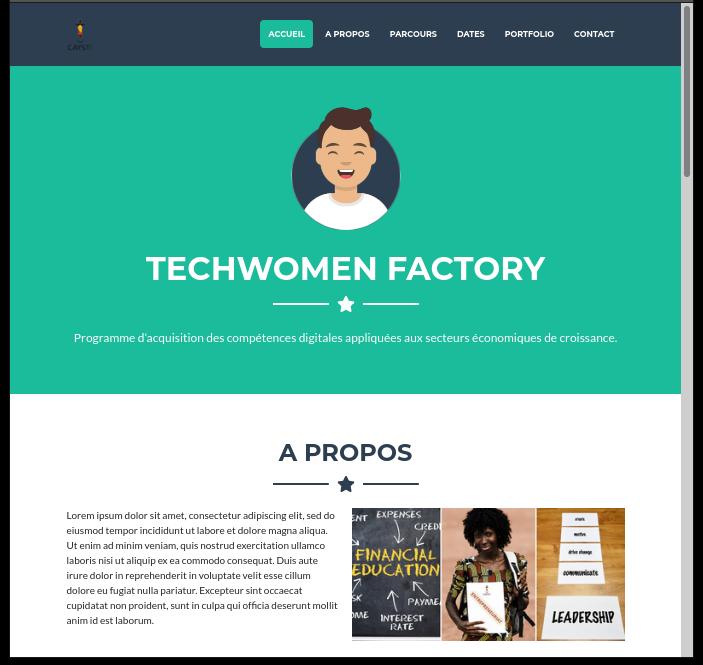 CAYSTI
ACCUEIL A PROPOS PARCOURS DATES PORTFOLIO CONTACT
TECHWOMEN FACTORY
Programme d'acquisition des compétences digitales appliquées aux secteurs économiques de croissance.
A PROPOS
Lorem ipsum dolor sit amet, consectetur adipiscing elit, sed do
eiusmod tempor incididunt ut labore et dolore magna aliqua.
Ut enim ad minim veniam, quis nostrud exercitation ullamco
laboris nisi ut aliquip ex ea commodo consequat. Duis aute
irure dolor in reprehenderit in voluptate velit esse cillum
dolore eu fugiat nulla pariatur. Excepteur sint occaecat
cupidatat non proident, sunt in culpa qui officia deserunt mollit
anim id est laborum.
ENT EXPENSES
CREDI
FINANCIAL
EDUCATION
SK
OME
PAYME
INTEREST
RATE
ENTREPRENEURIAT
create
motive
drive change
communicate
LEADERSHIP